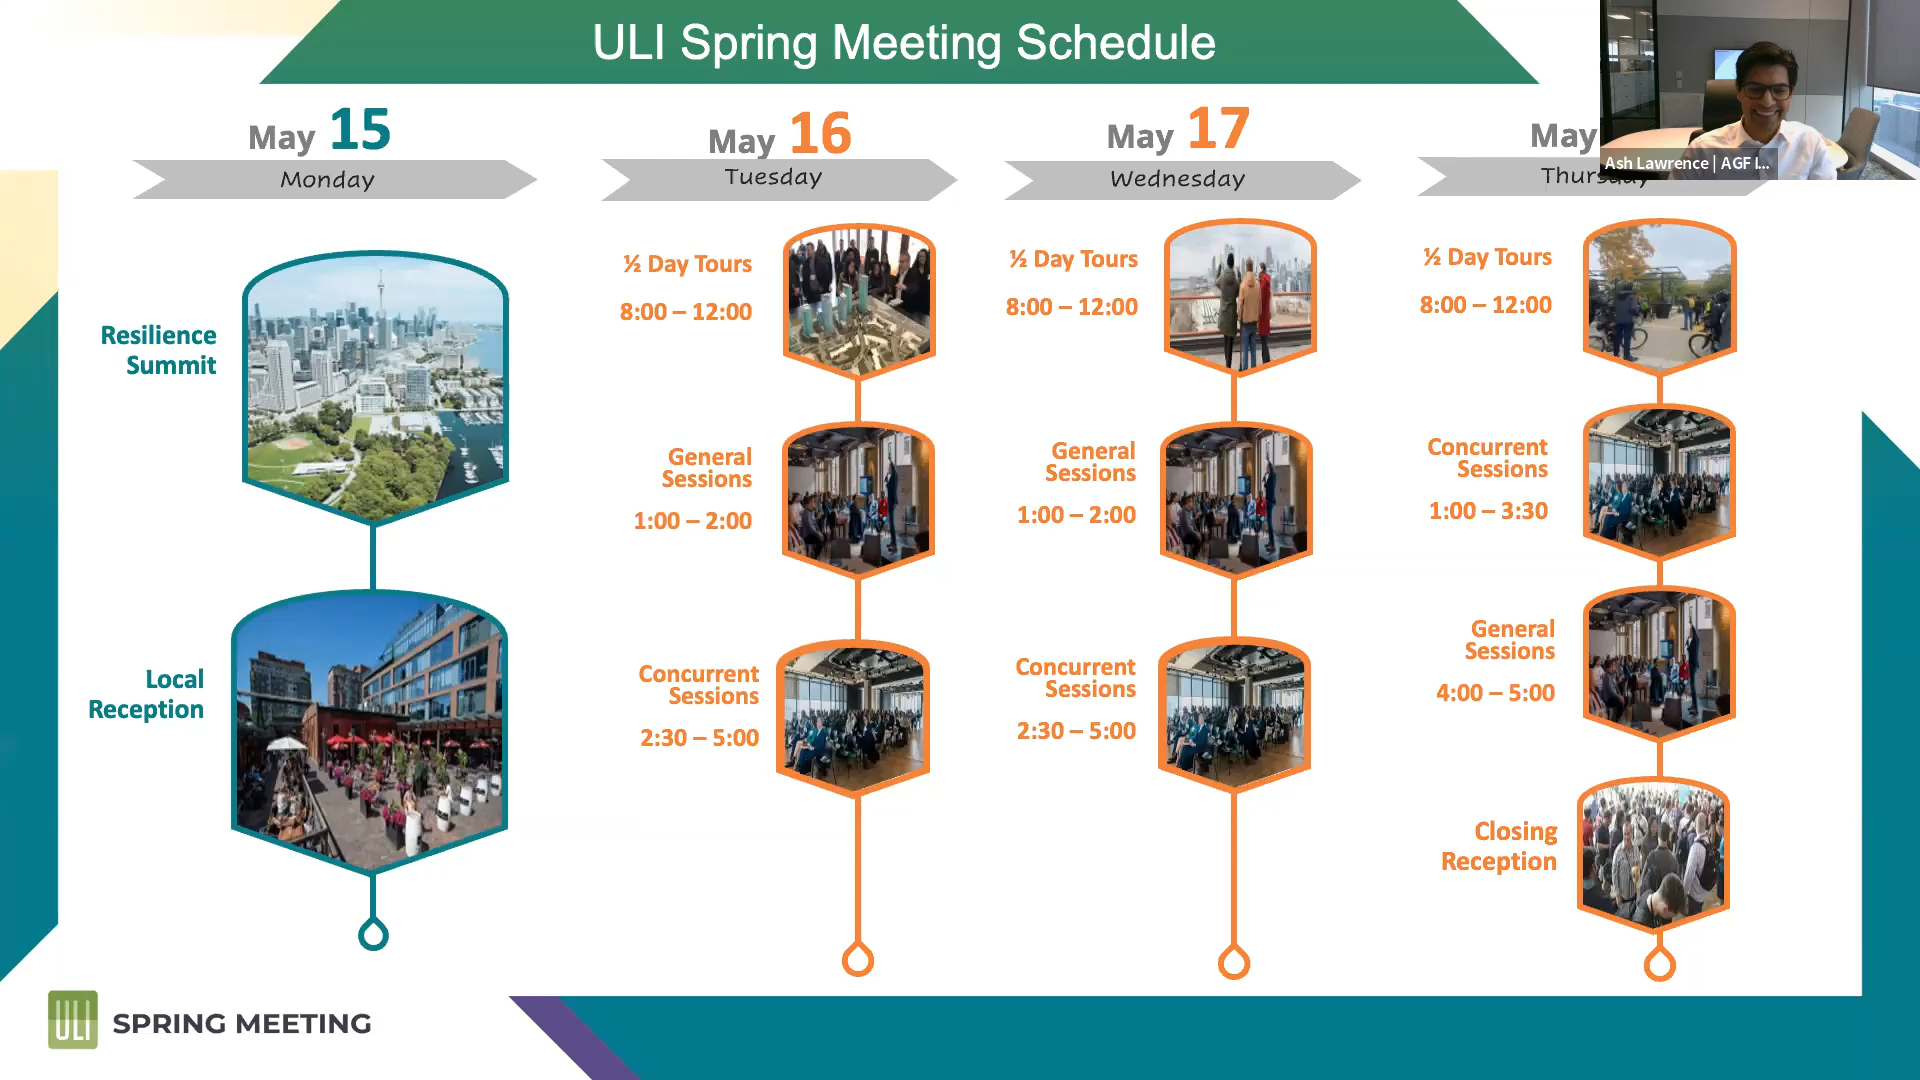 ULI Spring Meeting Schedule
May 15
Monday
Resilience
Summit
Local
Reception
May 16
Tuesday
½ Day Tours
8:00 – 12:00
General
Sessions
1:00 – 2:00
Concurrent
Sessions
2:30 – 5:00
May 17
Wednesday
½ Day Tours
8:00 – 12:00
General
Sessions
1:00 – 2:00
Concurrent
Sessions
2:30 – 5:00
May
Thursday
½ Day Tours
8:00 – 12:00
Concurrent
Sessions
1:00 – 3:30
General
Sessions
4:00 – 5:00
Closing
Reception
Ash Lawrence | AGF I...
ULI SPRING MEETING